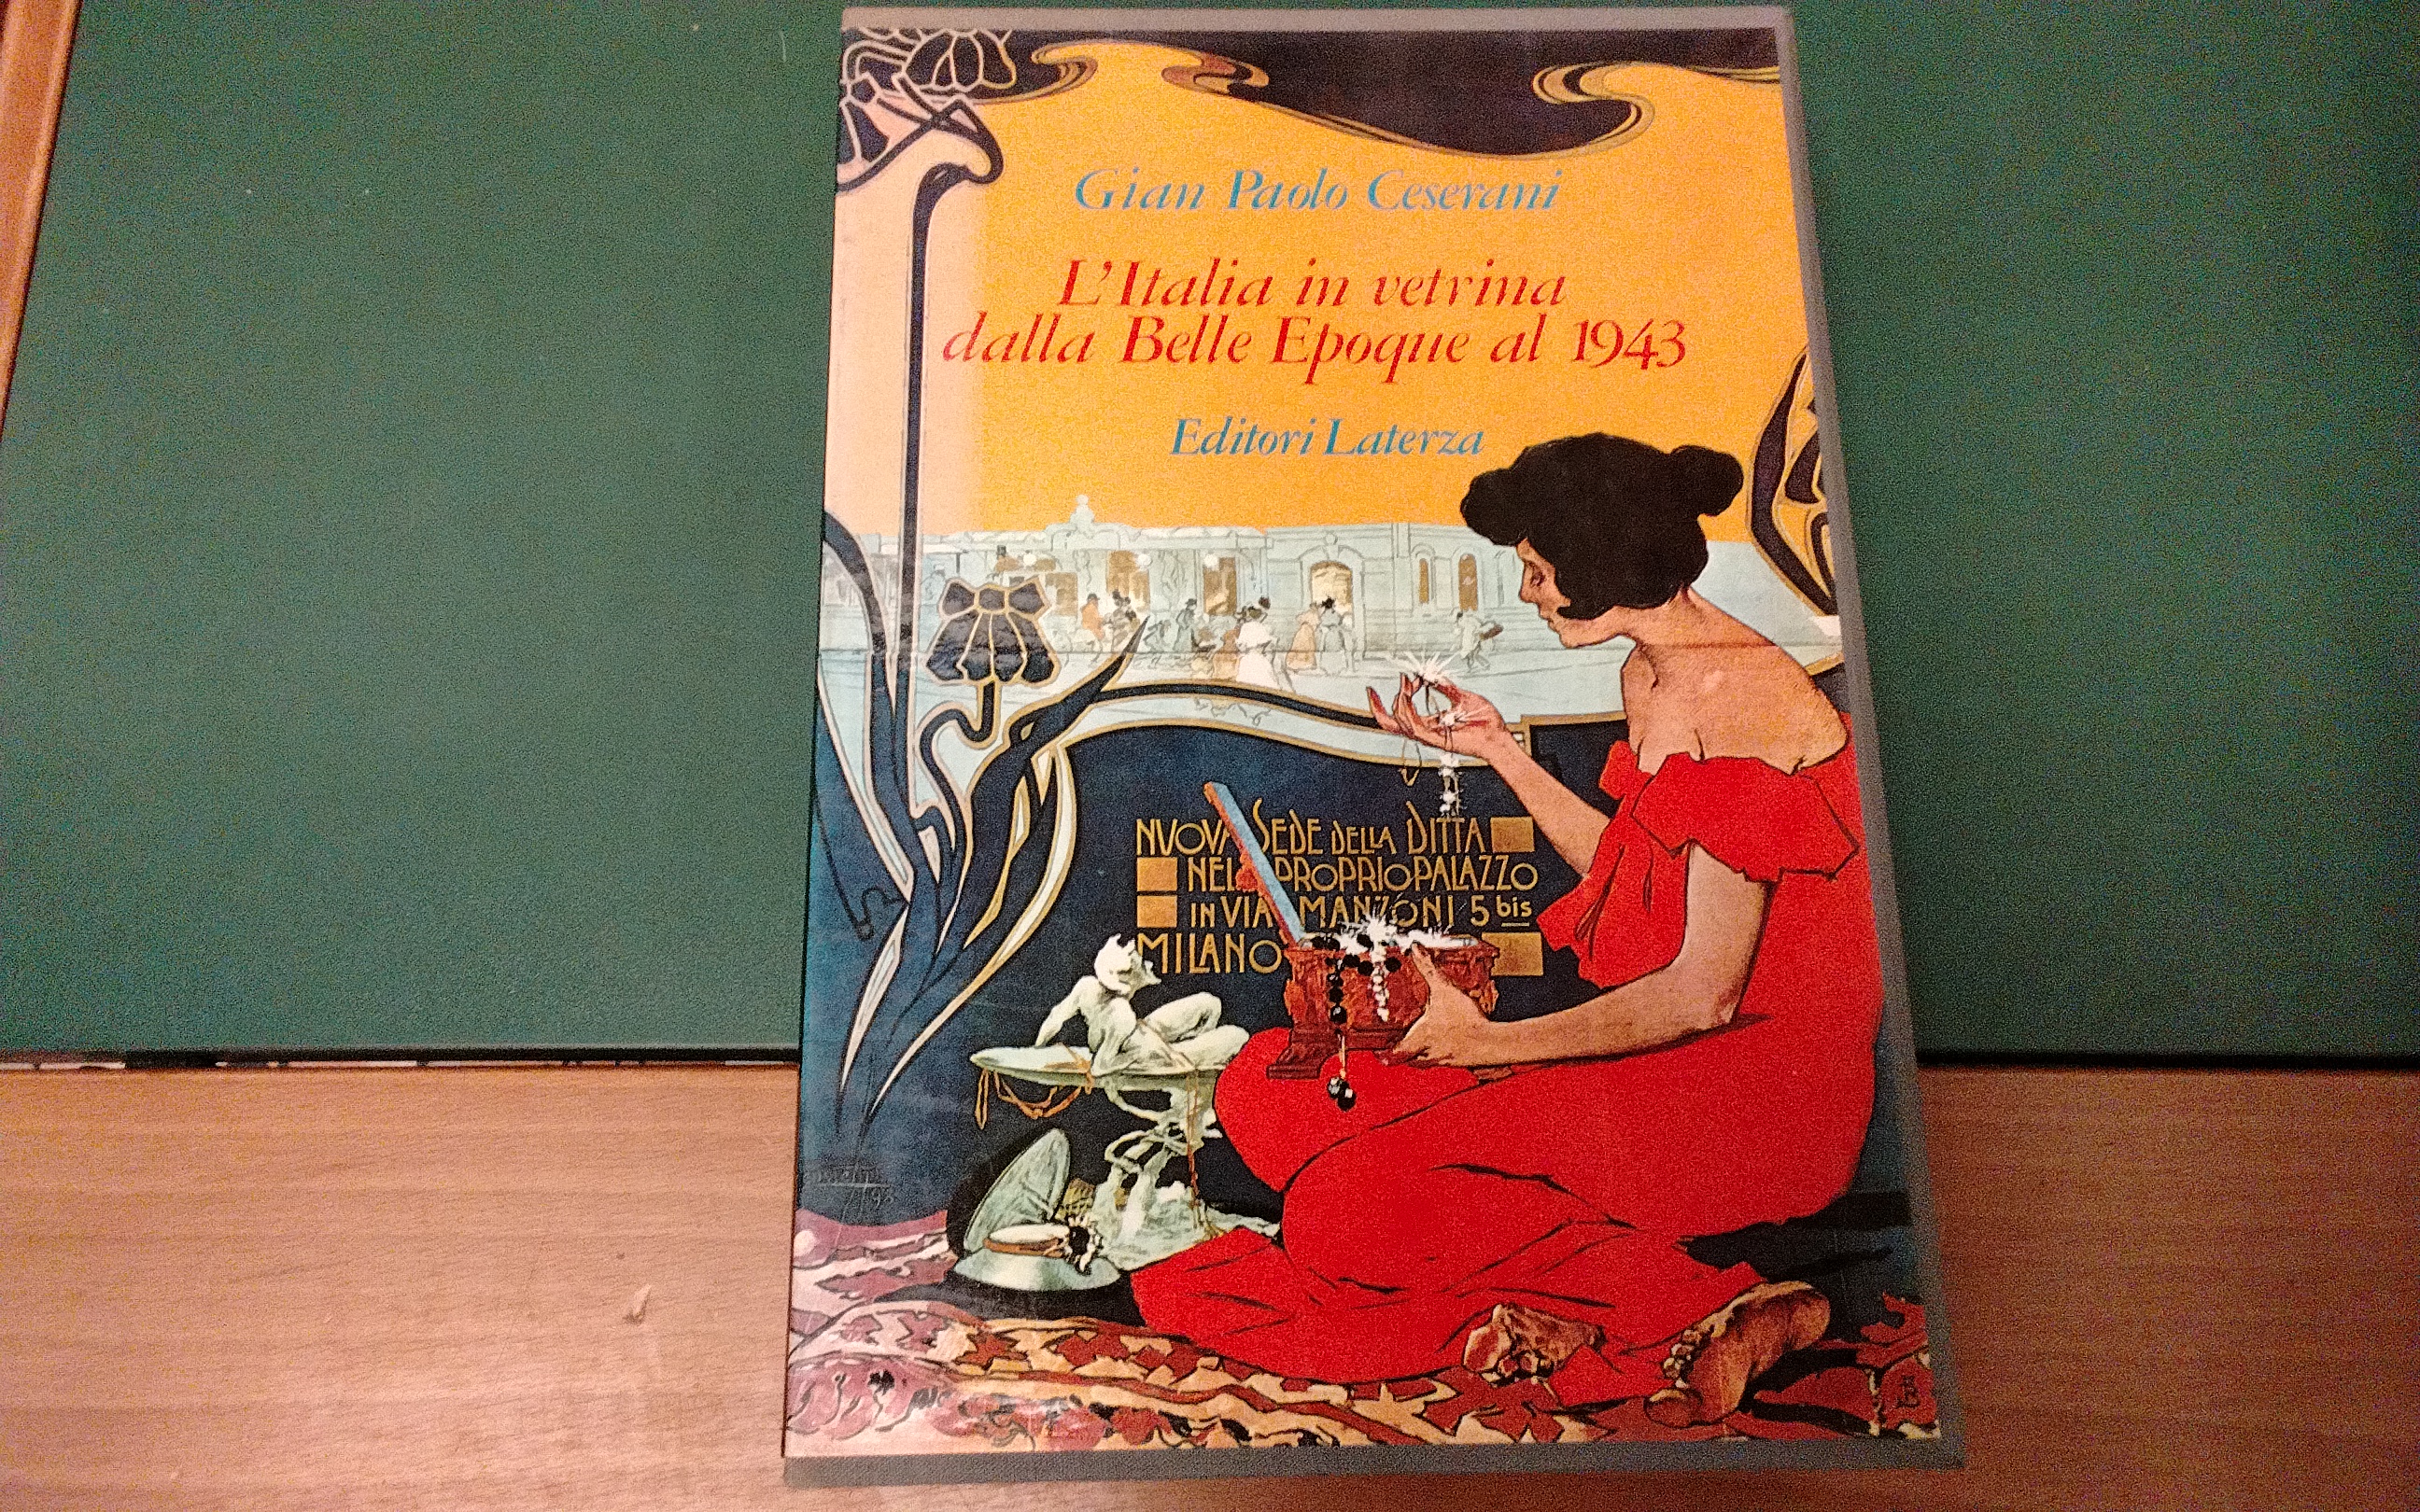 Gian Paolo Ceserani
L'Italia in vetrina
dalla Belle Epoque al 1943
Editori Laterza
NUOVA SEDE DELLA DITTA
NEL PROPRIO PALAZZO
IN VIA MANZONI 5 bis
MILANO